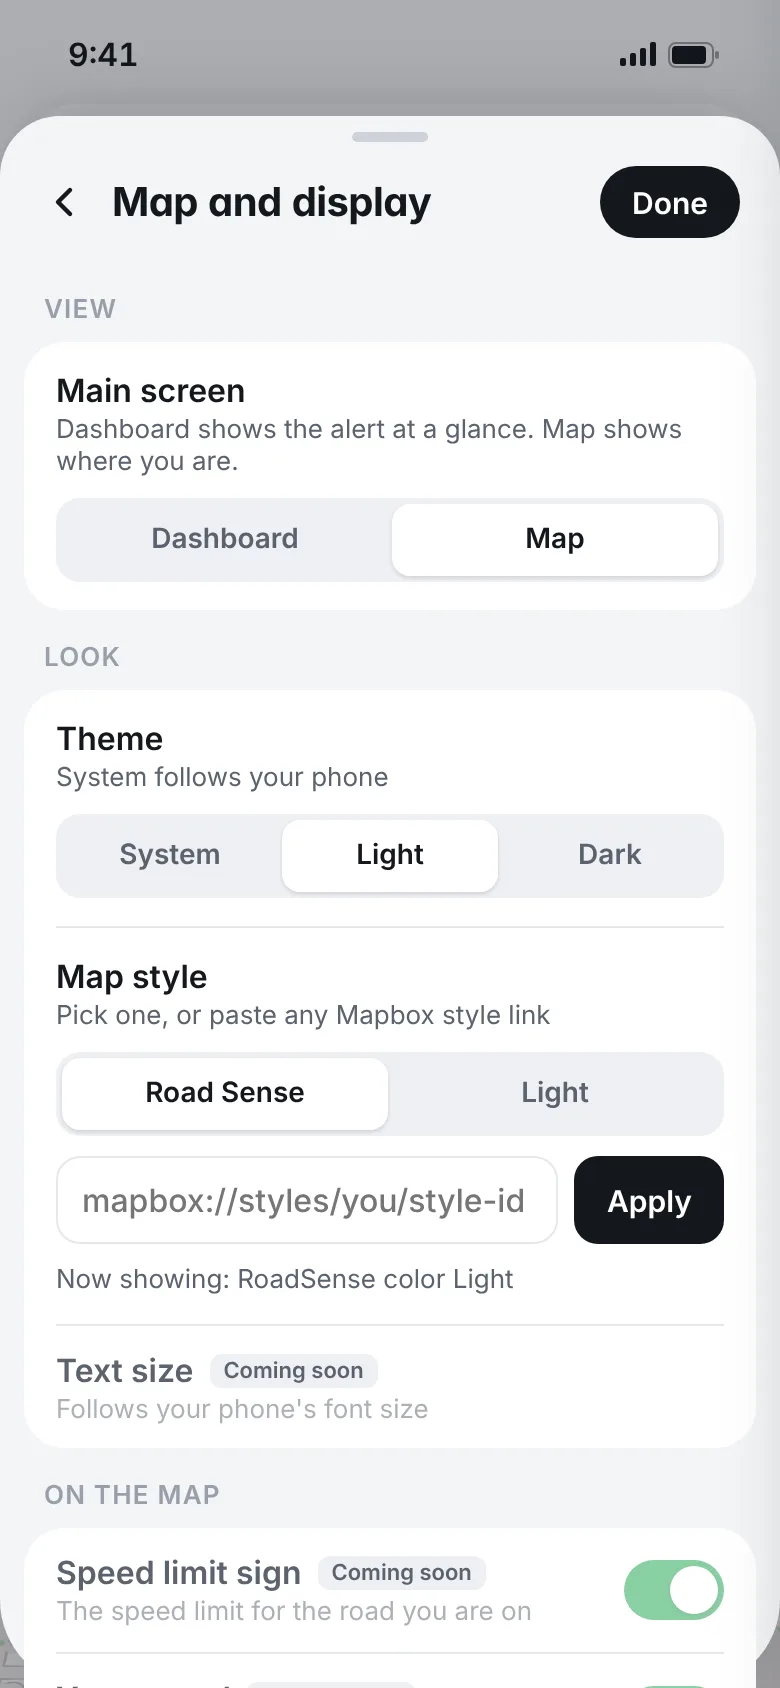 9:41
Map and display
Done
VIEW
Main screen
Dashboard shows the alert at a glance. Map shows
where you are.
Dashboard
Map
LOOK
Theme
System follows your phone
System
Light
Dark
Map style
Pick one, or paste any Mapbox style link
Road Sense
Light
mapbox://styles/you/style-id
Apply
Now showing: RoadSense color Light
Text size
Coming soon
Follows your phone's font size
ON THE MAP
Speed limit sign
Coming soon
The speed limit for the road you are on